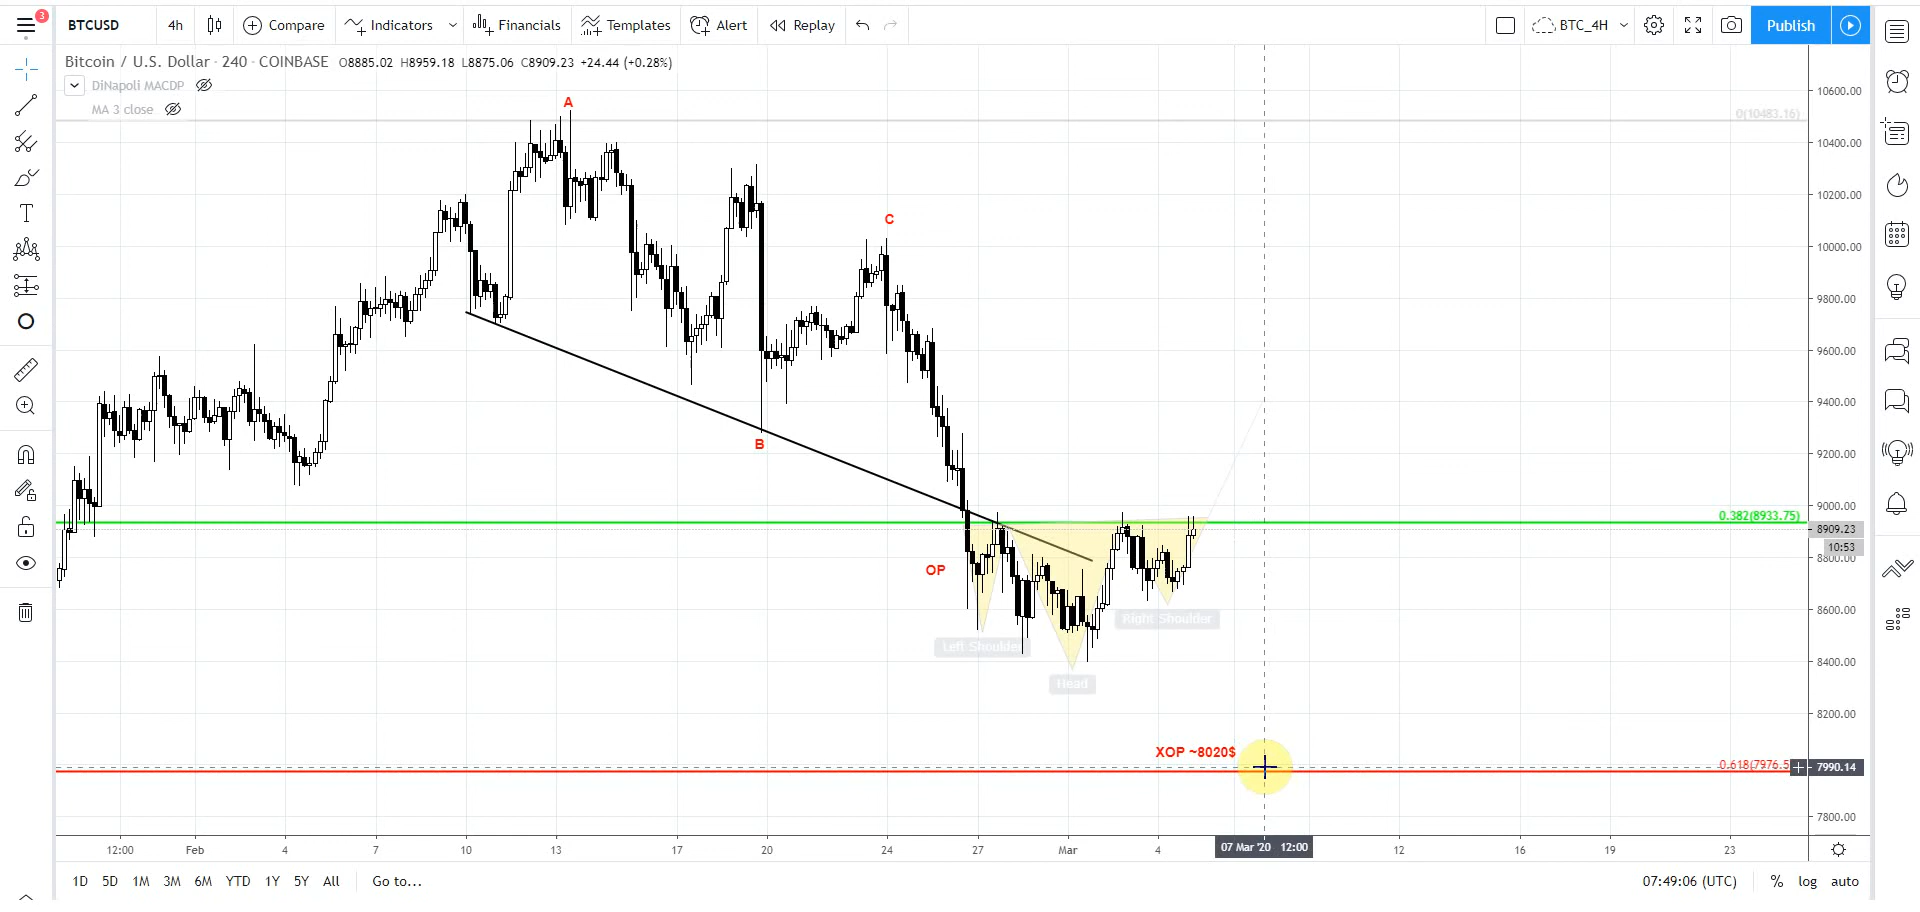 3 BTCUSD 4h Compare Indicators Financials Templates Alert Replay BTC_4H Publish
Bitcoin / U.S. Dollar · 240 · COINBASE O8885.02 H8959.18 L8875.06 C8909.23 +24.44 (+0.28%)
DiNapoli MACDP
MA 3 close
A
0(10483.16)
C
B
0.382(8933.75)
OP
Left Shoulder
Head
Right Shoulder
XOP ~8020$
0.618(7976.5
10600.00
10400.00
10200.00
10000.00
9800.00
9600.00
9400.00
9200.00
9000.00
8909.23
10:53
8800.00
8600.00
8400.00
8200.00
7990.14
7800.00
12:00 Feb 4 7 10 13 17 20 24 27 Mar 4 07 Mar '20 12:00 12 16 19 23
1D 5D 1M 3M 6M YTD 1Y 5Y All Go to... 07:49:06 (UTC) % log auto